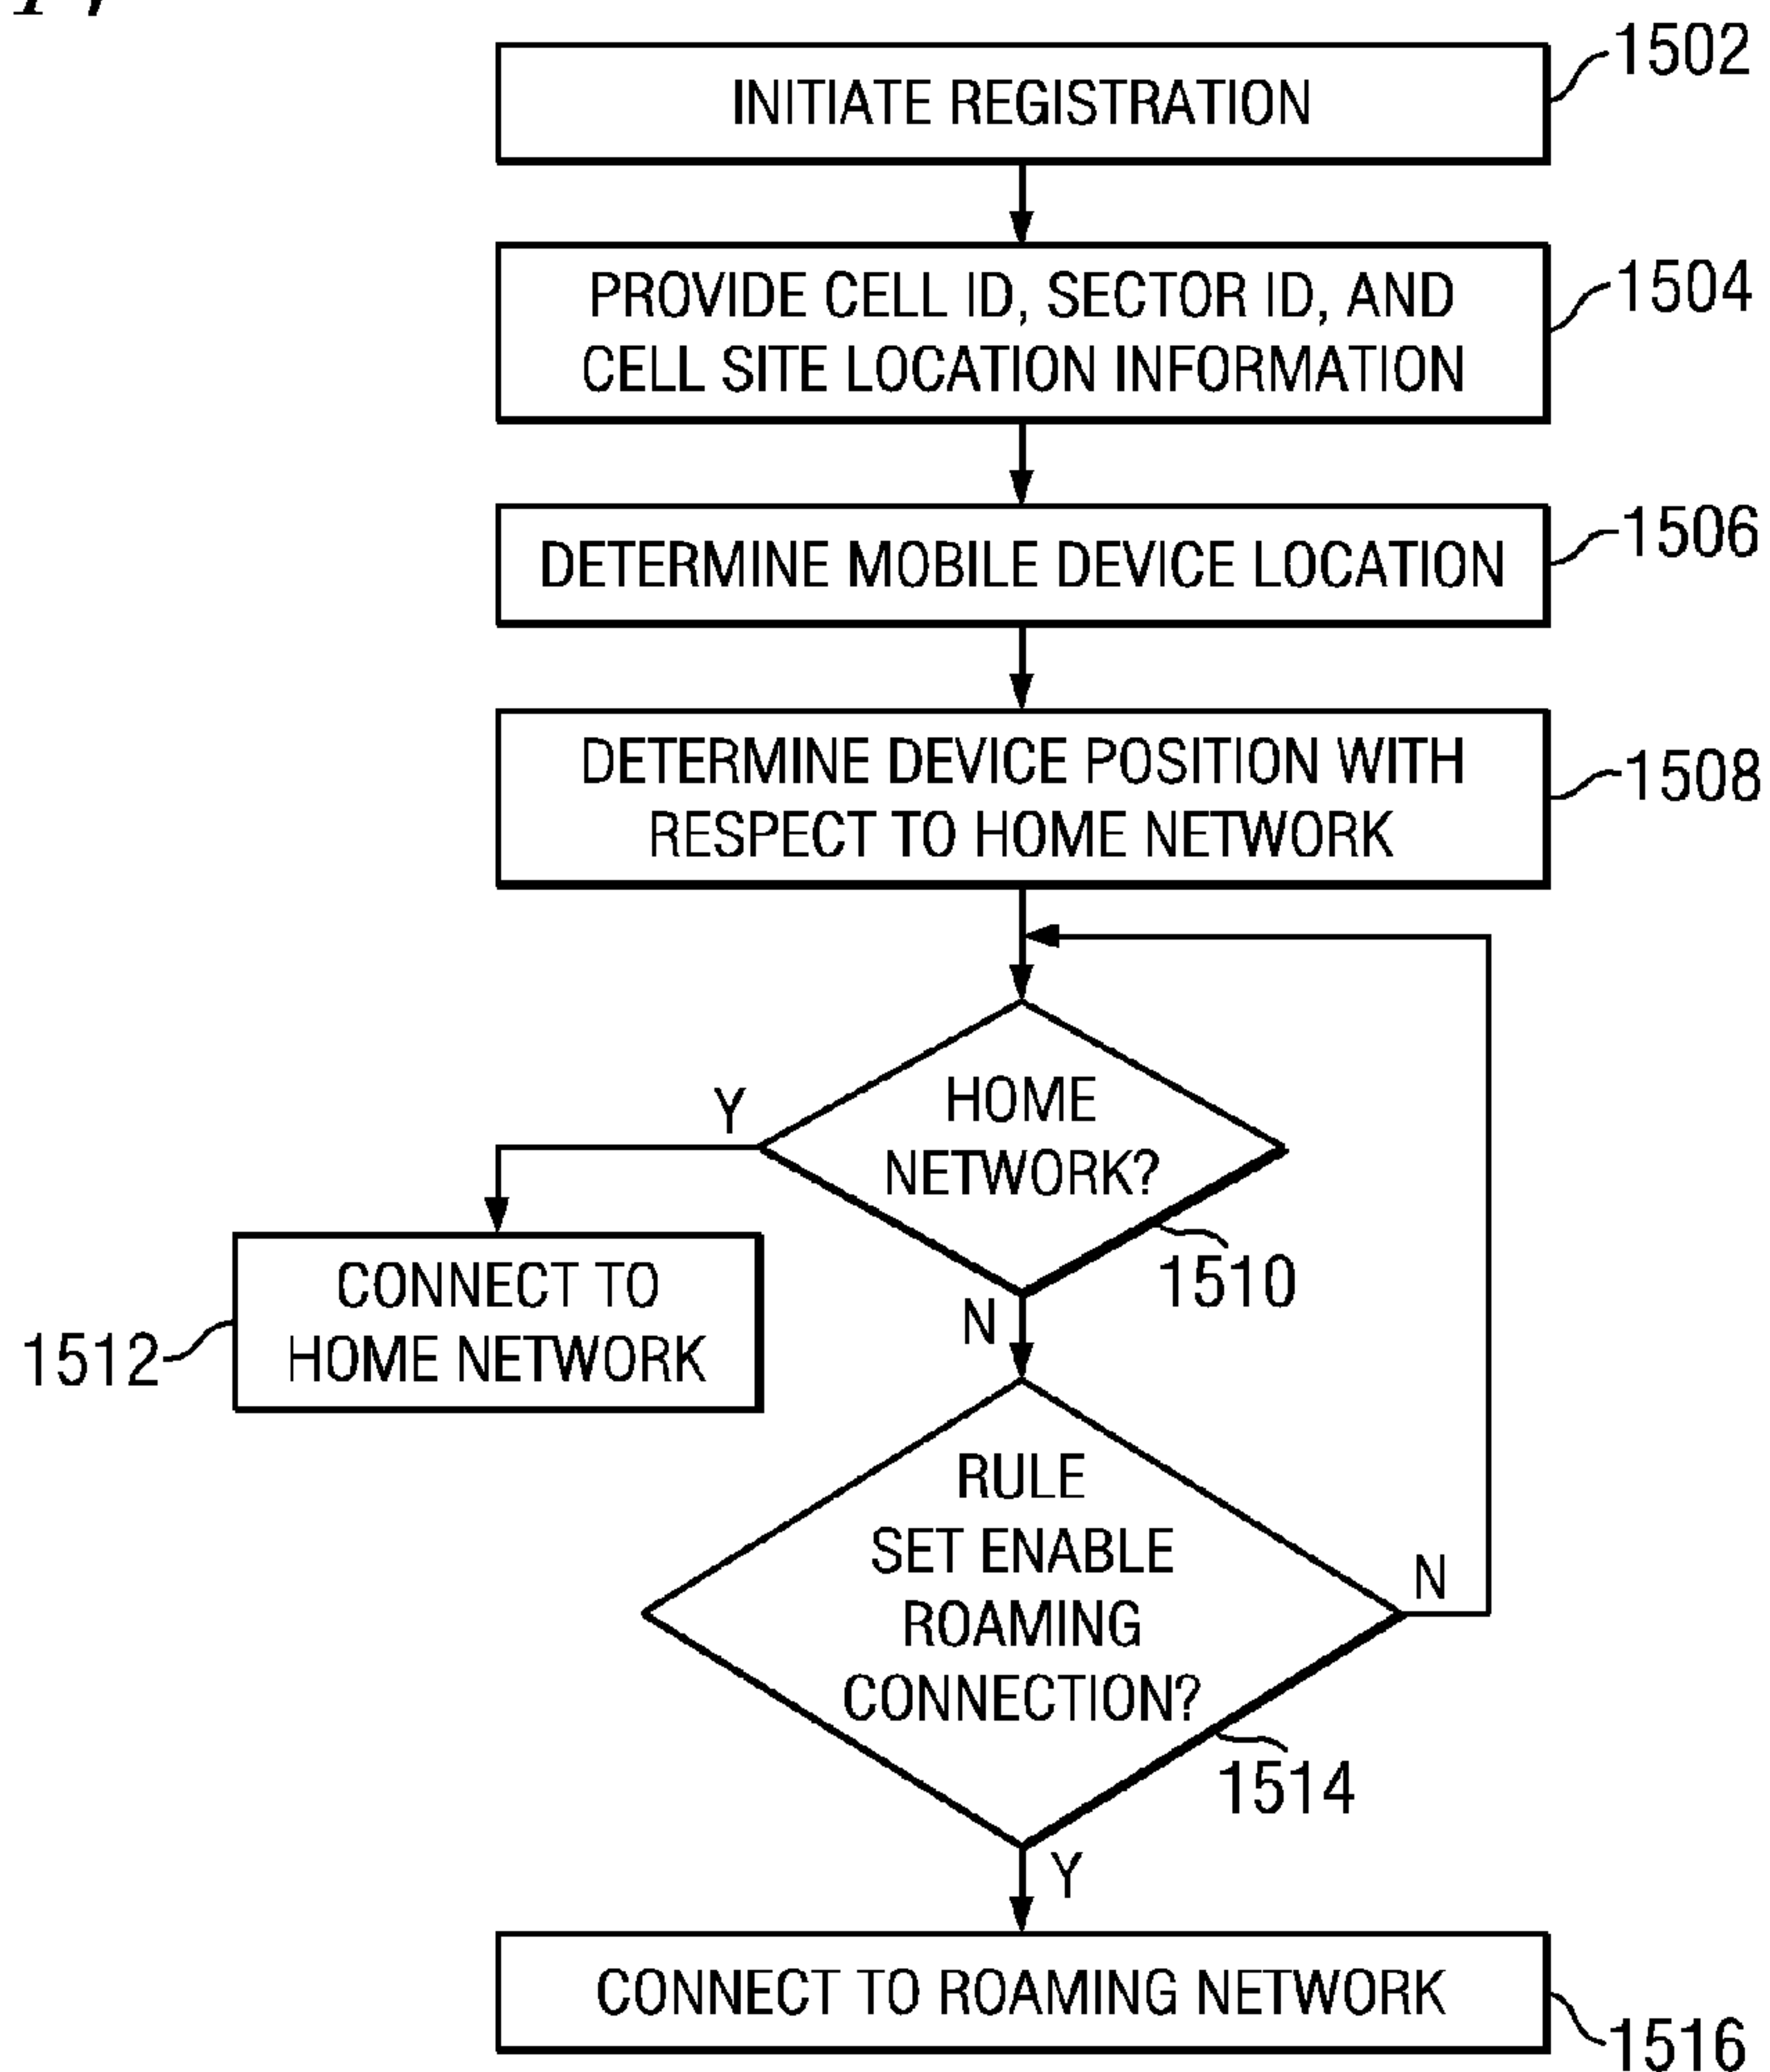 INITIATE REGISTRATION
1502
PROVIDE CELL ID, SECTOR ID, AND
CELL SITE LOCATION INFORMATION
1504
DETERMINE MOBILE DEVICE LOCATION
1506
DETERMINE DEVICE POSITION WITH
RESPECT TO HOME NETWORK
1508
HOME
NETWORK?
Y
1510
N
CONNECT TO
HOME NETWORK
1512
RULE
SET ENABLE
ROAMING
CONNECTION?
N
1514
Y
CONNECT TO ROAMING NETWORK
1516